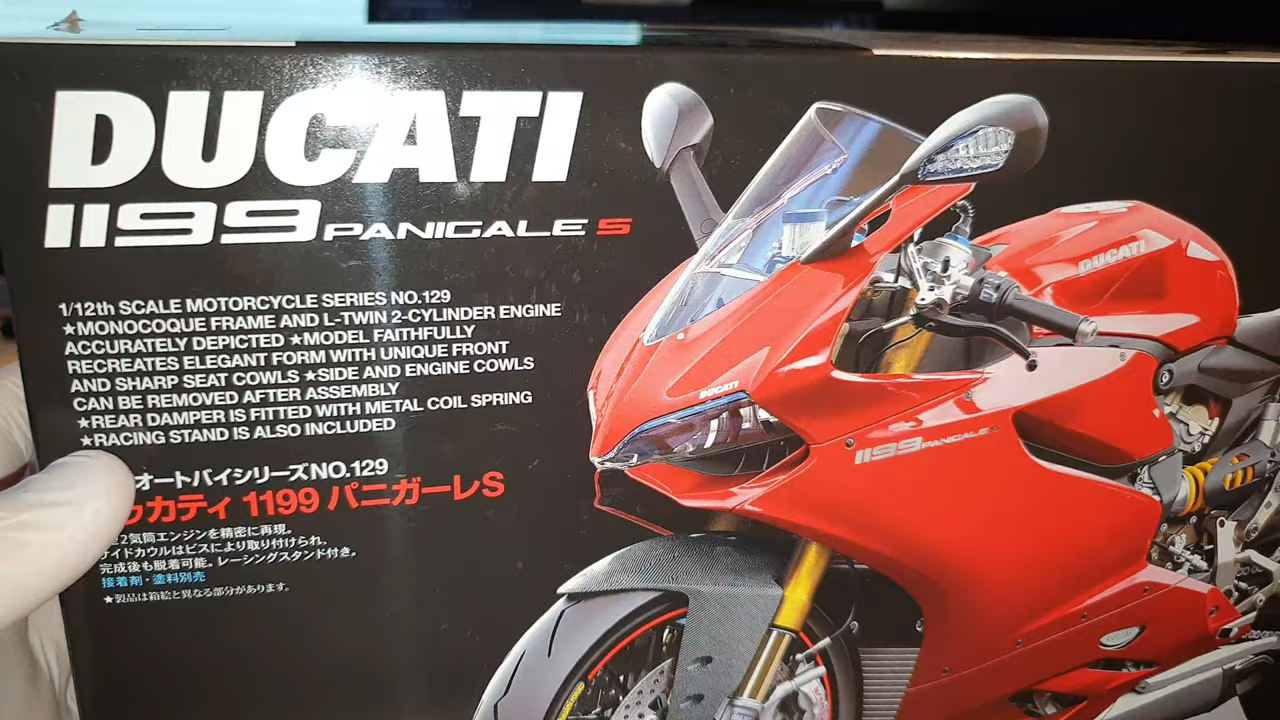 DUCATI
1199 PANIGALE S
1/12th SCALE MOTORCYCLE SERIES NO.129
★MONOCOQUE FRAME AND L-TWIN 2-CYLINDER ENGINE
ACCURATELY DEPICTED ★MODEL FAITHFULLY
RECREATES ELEGANT FORM WITH UNIQUE FRONT
AND SHARP SEAT COWLS ★SIDE AND ENGINE COWLS
CAN BE REMOVED AFTER ASSEMBLY
★REAR DAMPER IS FITTED WITH METAL COIL SPRING
★RACING STAND IS ALSO INCLUDED
オートバイシリーズNO.129
カティ 1199 パニガーレS
2気筒エンジンを精密に再現。
イドカウルはビスにより取り付けられ、
完成後も脱着可能。レーシングスタンド付き。
接着剤・塗料別売
★製品は箱絵と異なる部分があります。
DUCATI
DUCATI
1199 PANIGALE S